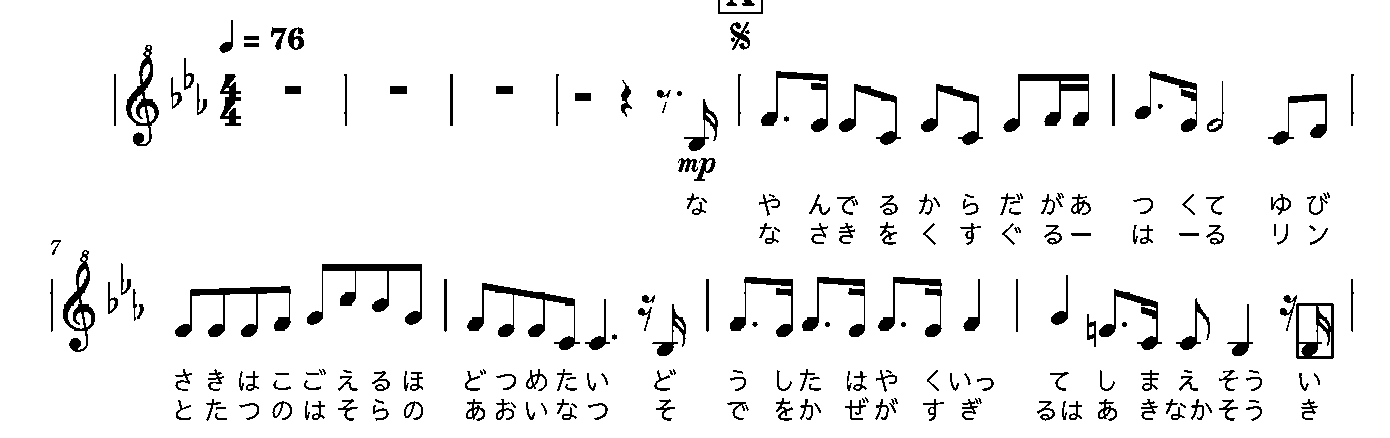 = 76
mp
な や んで る か ら だ があ つ くて ゆ び
な さき を く す ぐ るー は ーる リ ン
7
さ き は こ ご え る ほ ど つ め た い ど う し た は や く いっ て し ま え そう い
と た つ の は そ ら の あ お い な つ そ で をか ぜ が す ぎ るは あ きなか そう き